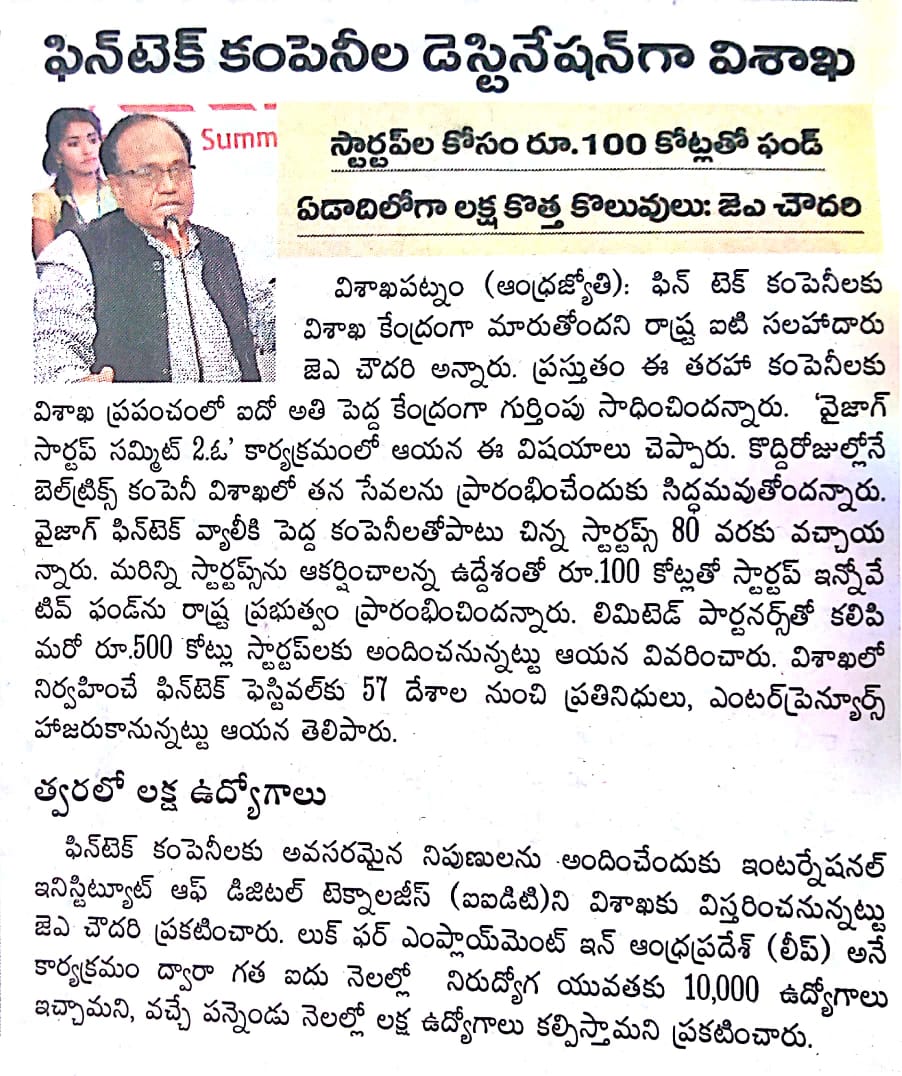 ఫిన్‌టెక్ కంపెనీల డెస్టినేషన్‌గా విశాఖ
Summ
స్టార్టప్‌ల కోసం రూ.100 కోట్లతో ఫండ్
ఏడాదిలోగా లక్ష కొత్త కొలువులు: జెఎ చౌదరి
విశాఖపట్నం (ఆంధ్రజ్యోతి): ఫిన్ టెక్ కంపెనీలకు
విశాఖ కేంద్రంగా మారుతోందని రాష్ట్ర ఐటి సలహాదారు
జెఎ చౌదరి అన్నారు. ప్రస్తుతం ఈ తరహా కంపెనీలకు
విశాఖ ప్రపంచంలో ఐదో అతి పెద్ద కేంద్రంగా గుర్తింపు సాధించిందన్నారు. ‘వైజాగ్
సార్టప్ సమ్మిట్ 2.ఓ’ కార్యక్రమంలో ఆయన ఈ విషయాలు చెప్పారు. కొద్దిరోజుల్లోనే
బెల్‌ట్రిక్స్ కంపెనీ విశాఖలో తన సేవలను ప్రారంభించేందుకు సిద్ధమవుతోందన్నారు.
వైజాగ్ ఫిన్‌టెక్ వ్యాలీకి పెద్ద కంపెనీలతోపాటు చిన్న స్టార్టప్స్ 80 వరకు వచ్చాయ
న్నారు. మరిన్ని స్టార్టప్స్‌ను ఆకర్షించాలన్న ఉద్దేశంతో రూ.100 కోట్లతో స్టార్టప్ ఇన్నోవే
టివ్ ఫండ్‌ను రాష్ట్ర ప్రభుత్వం ప్రారంభించిందన్నారు. లిమిటెడ్ పార్టనర్స్‌తో కలిపి
మరో రూ.500 కోట్లు స్టార్టప్‌లకు అందించనున్నట్టు ఆయన వివరించారు. విశాఖలో
నిర్వహించే ఫిన్‌టెక్ ఫెస్టివల్‌కు 57 దేశాల నుంచి ప్రతినిధులు, ఎంటర్‌ప్రెన్యూర్స్
హాజరుకానున్నట్టు ఆయన తెలిపారు.
త్వరలో లక్ష ఉద్యోగాలు
ఫిన్‌టెక్ కంపెనీలకు అవసరమైన నిపుణులను అందించేందుకు ఇంటర్నేషనల్
ఇనిస్టిట్యూట్ ఆఫ్ డిజిటల్ టెక్నాలజీస్ (ఐఐడిటి)ని విశాఖకు విస్తరించనున్నట్టు
జెఎ చౌదరి ప్రకటించారు. లుక్ ఫర్ ఎంప్లాయ్‌మెంట్ ఇన్ ఆంధ్రప్రదేశ్ (లీప్) అనే
కార్యక్రమం ద్వారా గత ఐదు నెలల్లో నిరుద్యోగ యువతకు 10,000 ఉద్యోగాలు
ఇచ్చామని, వచ్చే పన్నెండు నెలల్లో లక్ష ఉద్యోగాలు కల్పిస్తామని ప్రకటించారు.